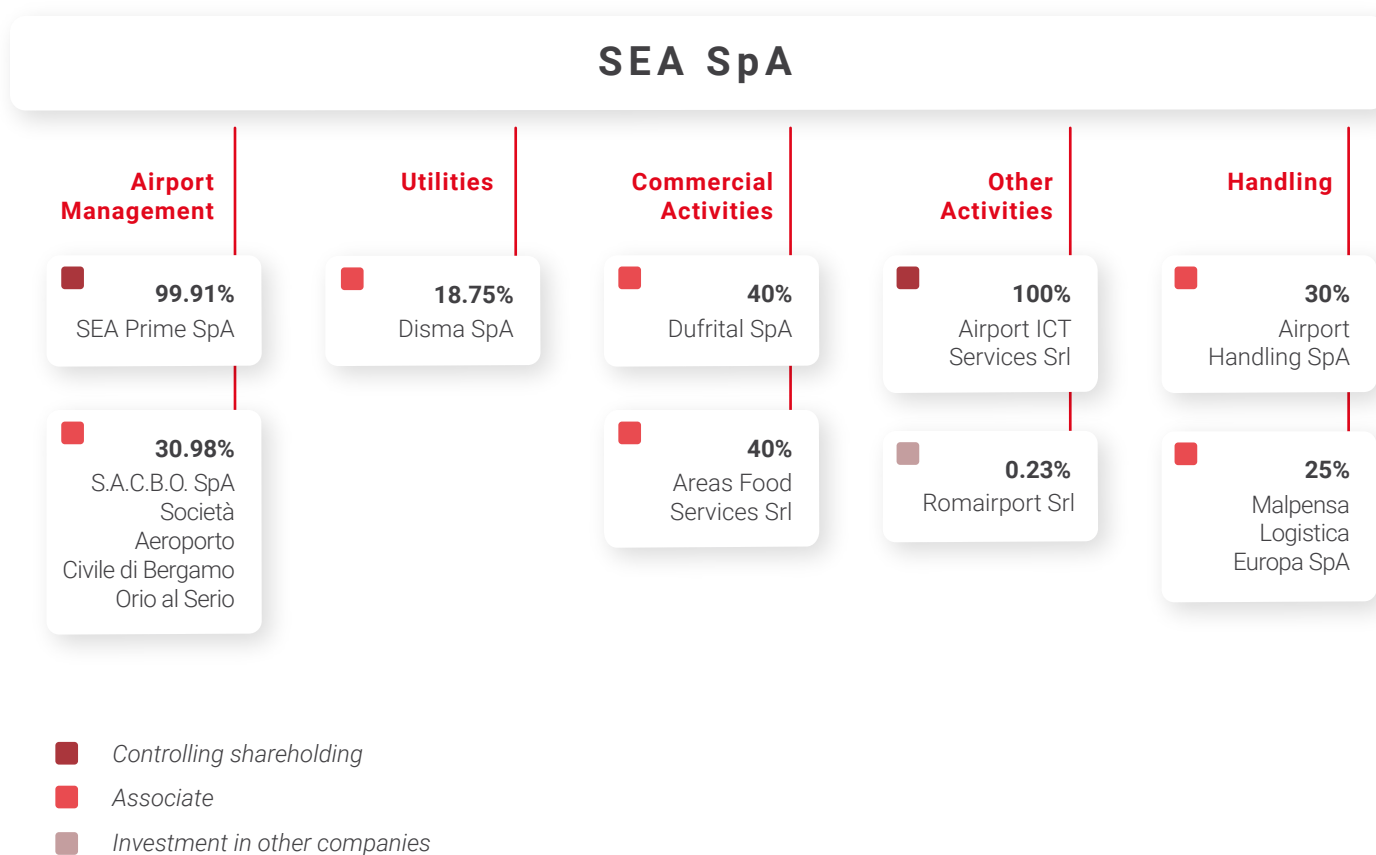 SEA SpA
Airport
Management
99.91%
SEA Prime SpA
30.98%
S.A.C.B.O. SpA
Società
Aeroporto
Civile di Bergamo
Orio al Serio
Utilities
18.75%
Disma SpA
Commercial
Activities
40%
Dufrital SpA
40%
Areas Food
Services Srl
Other
Activities
100%
Airport ICT
Services Srl
0.23%
Romairport Srl
Handling
30%
Airport
Handling SpA
25%
Malpensa
Logistica
Europa SpA
Controlling shareholding
Associate
Investment in other companies